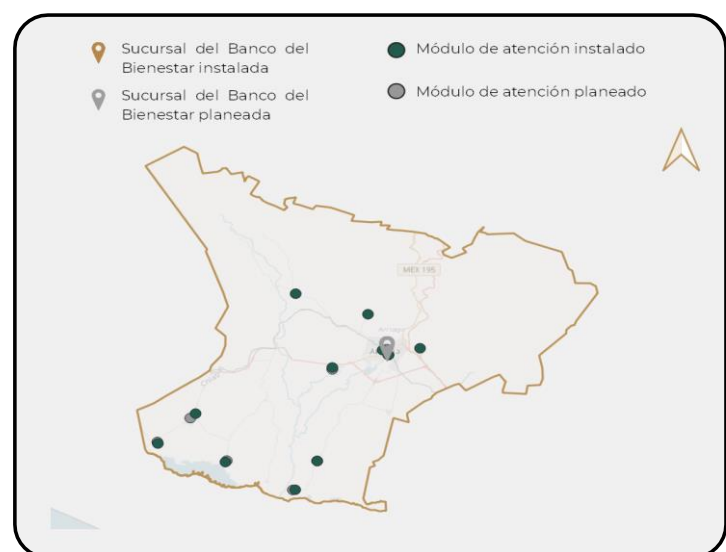 Sucursal del Banco del
Bienestar instalada
Sucursal del Banco del
Bienestar planeada
Módulo de atención instalado
Módulo de atención planeado
MEX 195